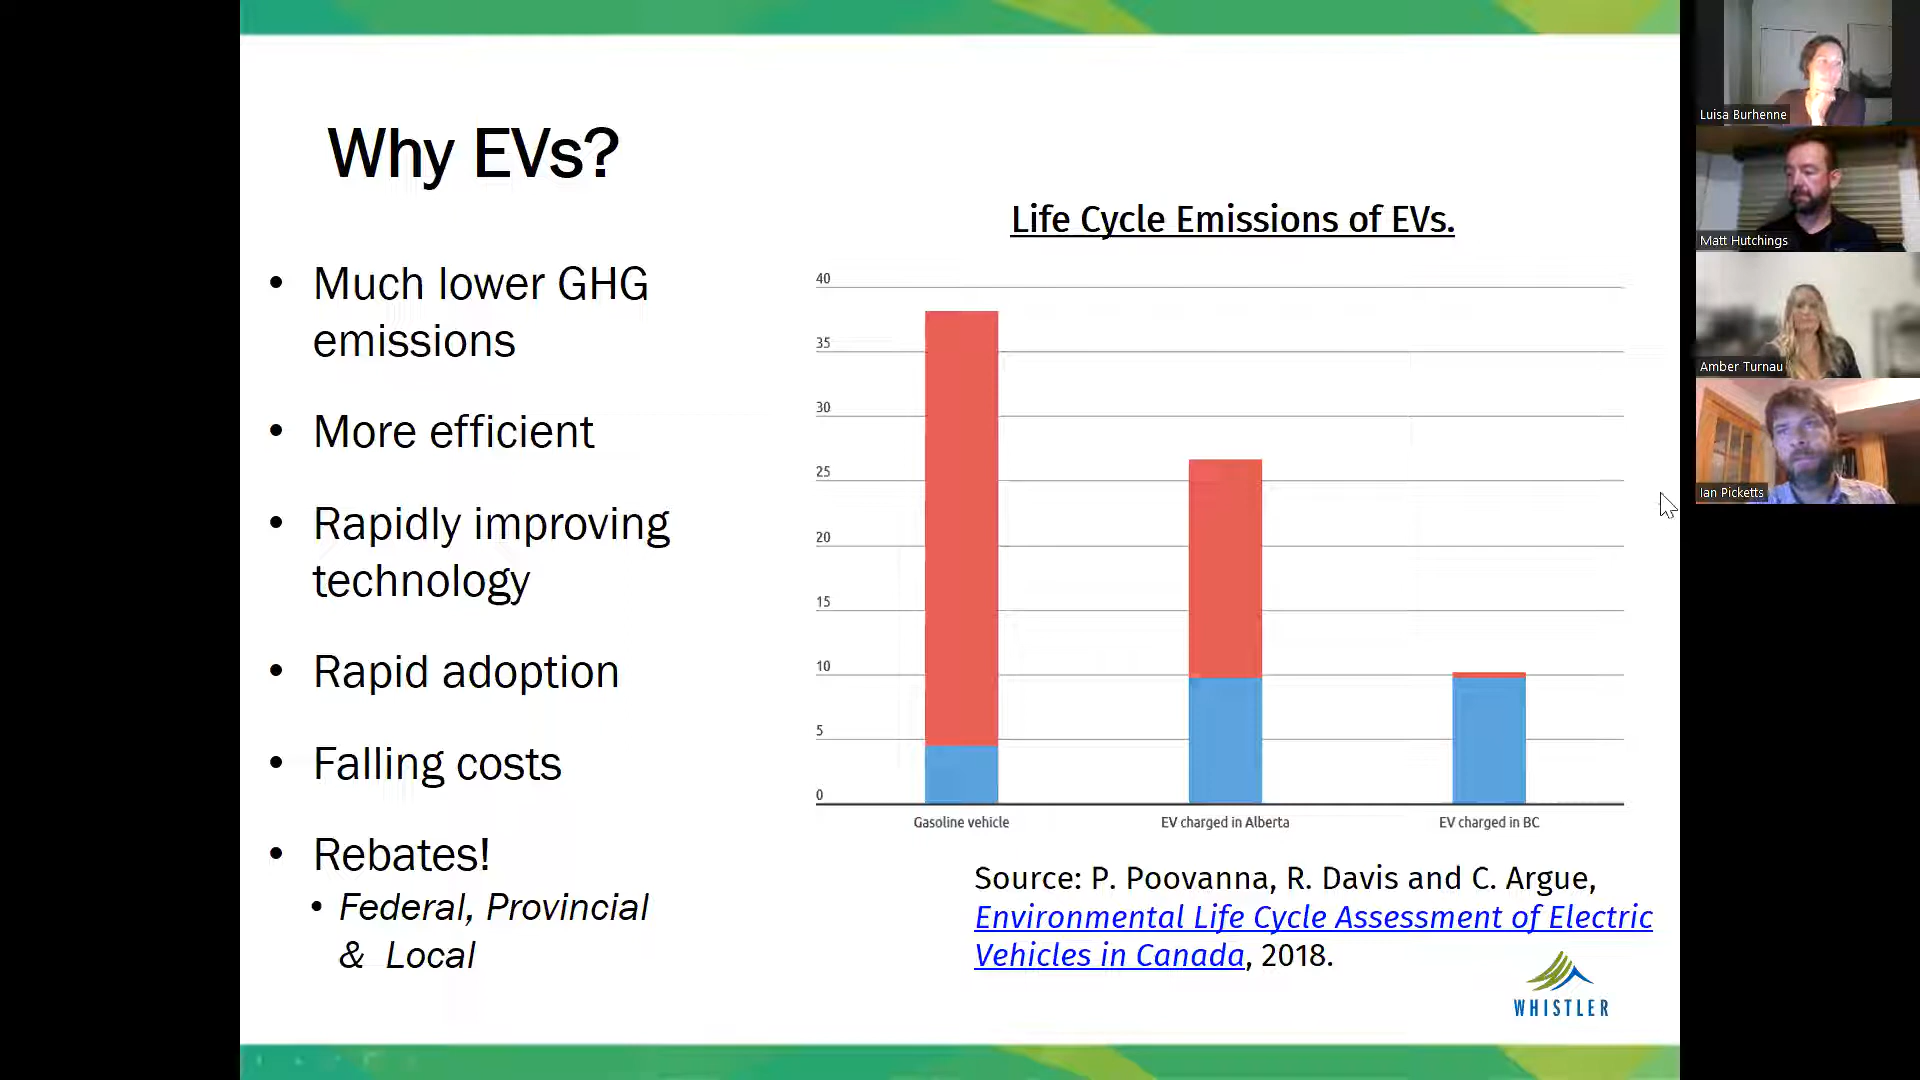 Why EVs?
• Much lower GHG
emissions
• More efficient
• Rapidly improving
technology
• Rapid adoption
• Falling costs
• Rebates!
• Federal, Provincial
& Local
Life Cycle Emissions of EVs.
40
35
30
25
20
15
10
5
0
Gasoline vehicle
EV charged in Alberta
EV charged in BC
Source: P. Poovanna, R. Davis and C. Argue,
Environmental Life Cycle Assessment of Electric
Vehicles in Canada, 2018.
WHISTLER
Luisa Burhenne
Matt Hutchings
Amber Turnau
Ian Picketts